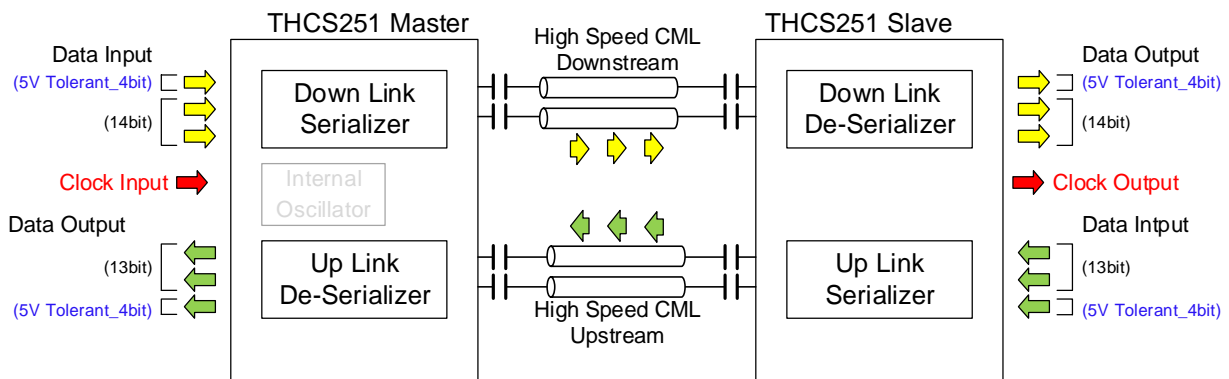 THCS251 Master
THCS251 Slave
Data Input
(5V Tolerant_4bit)
(14bit)
Clock Input
Data Output
(13bit)
(5V Tolerant_4bit)
Down Link
Serializer
Internal
Oscillator
Up Link
De-Serializer
High Speed CML
Downstream
High Speed CML
Upstream
Down Link
De-Serializer
Up Link
Serializer
Data Output
(5V Tolerant_4bit)
(14bit)
Clock Output
Data Intput
(13bit)
(5V Tolerant_4bit)